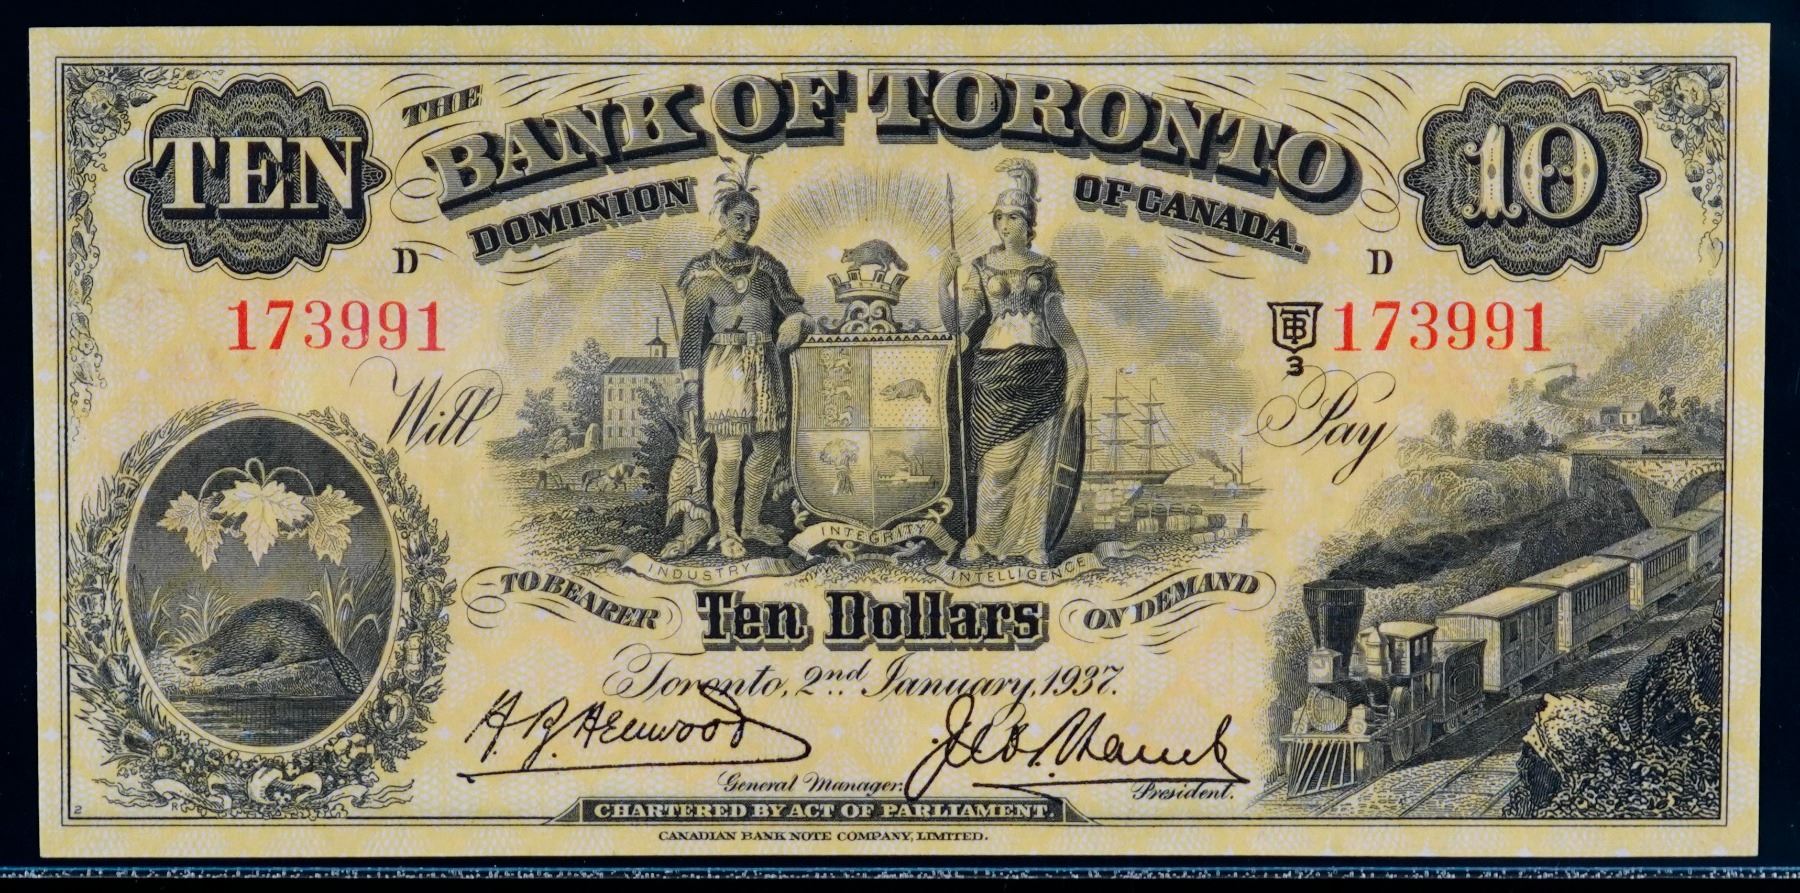 THE BANK OF TORONTO
DOMINION OF CANADA.
TEN
10
D
D
173991
TB
3
173991
Will
Pay
INTEGRITY
INDUSTRY
INTELLIGENCE
TO BEARER Ten Dollars ON DEMAND
Toronto, 2nd January, 1937.
General Manager.
President.
CHARTERED BY ACT OF PARLIAMENT.
CANADIAN BANK NOTE COMPANY, LIMITED.
2